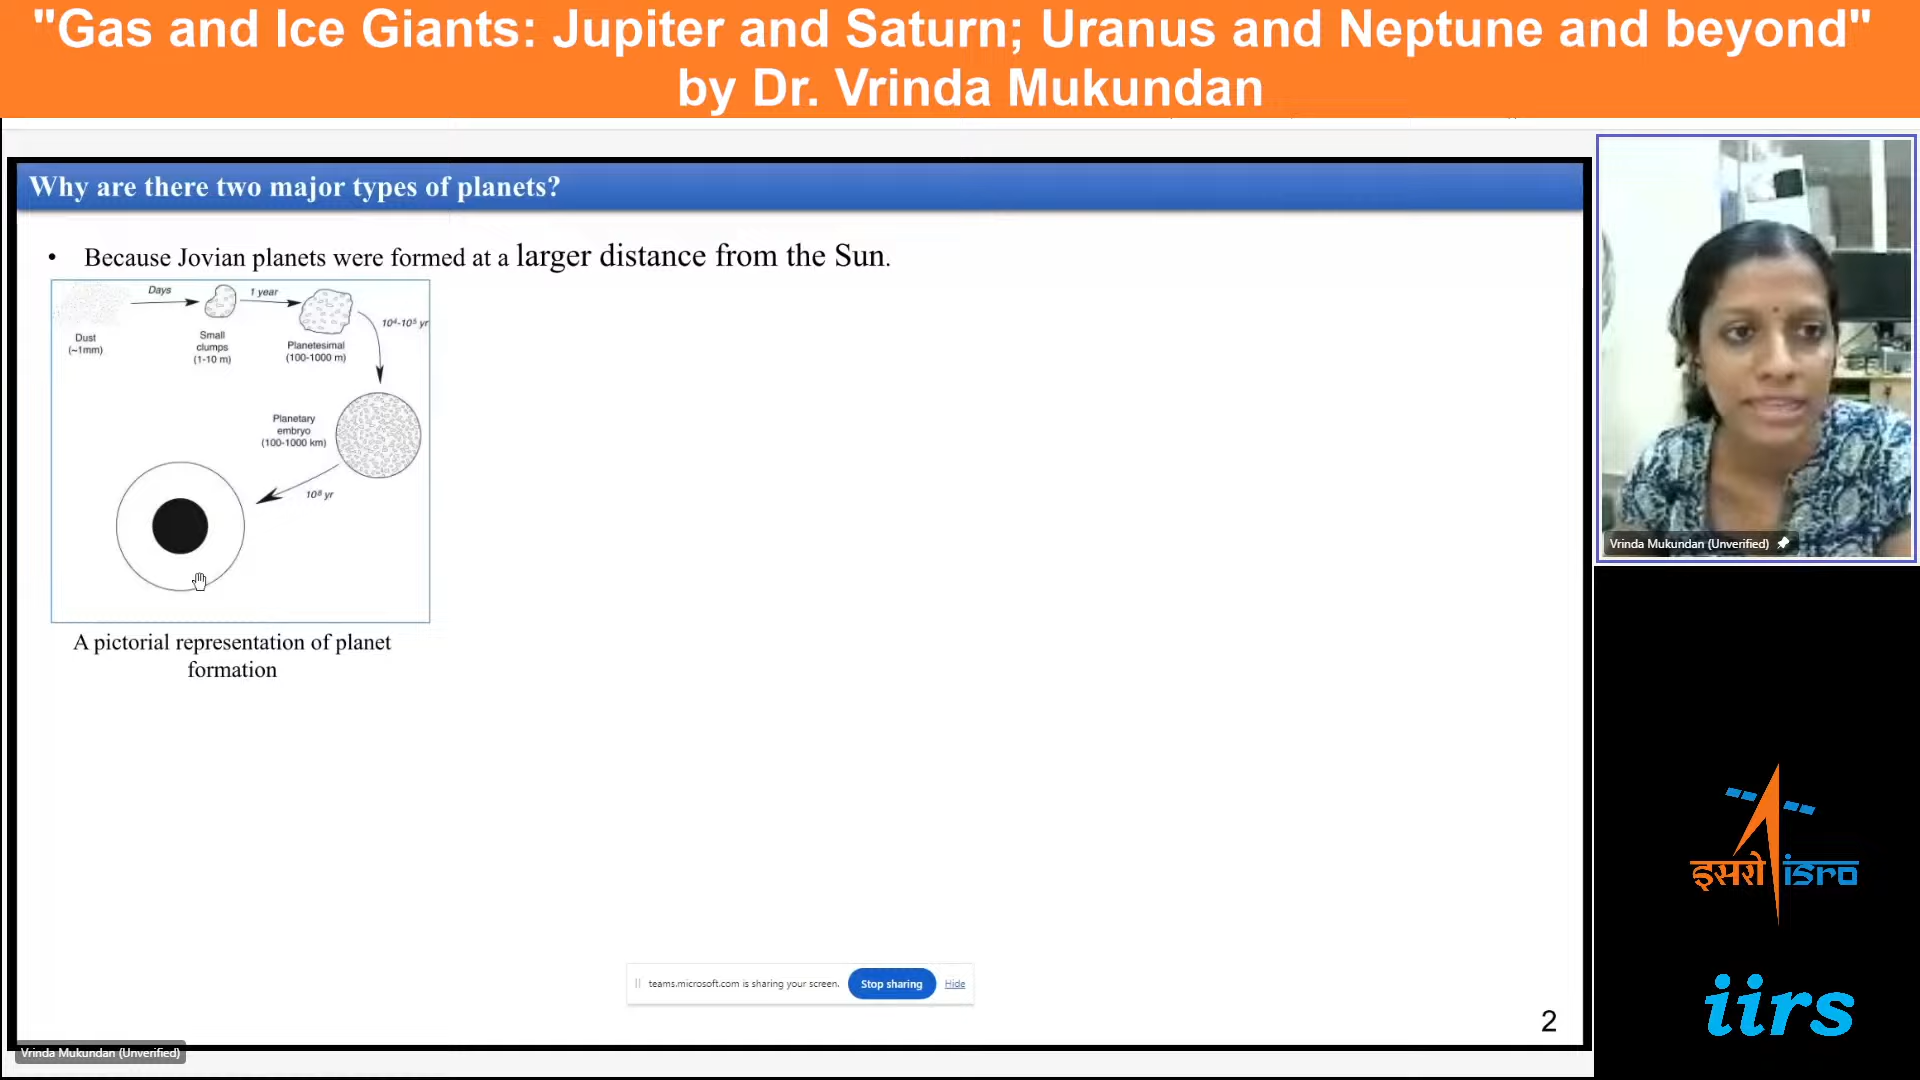 "Gas and Ice Giants: Jupiter and Saturn; Uranus and Neptune and beyond"
by Dr. Vrinda Mukundan
Why are there two major types of planets?
• Because Jovian planets were formed at a larger distance from the Sun.
Days
1 year
10⁴-10⁵ yr
Dust
(~1mm)
Small
clumps
(1-10 m)
Planetesimal
(100-1000 m)
Planetary
embryo
(100-1000 km)
10⁸ yr
A pictorial representation of planet
formation
Vrinda Mukundan (Unverified)
teams.microsoft.com is sharing your screen.
Stop sharing
Hide
2
Vrinda Mukundan (Unverified)
इसरो isro
iirs